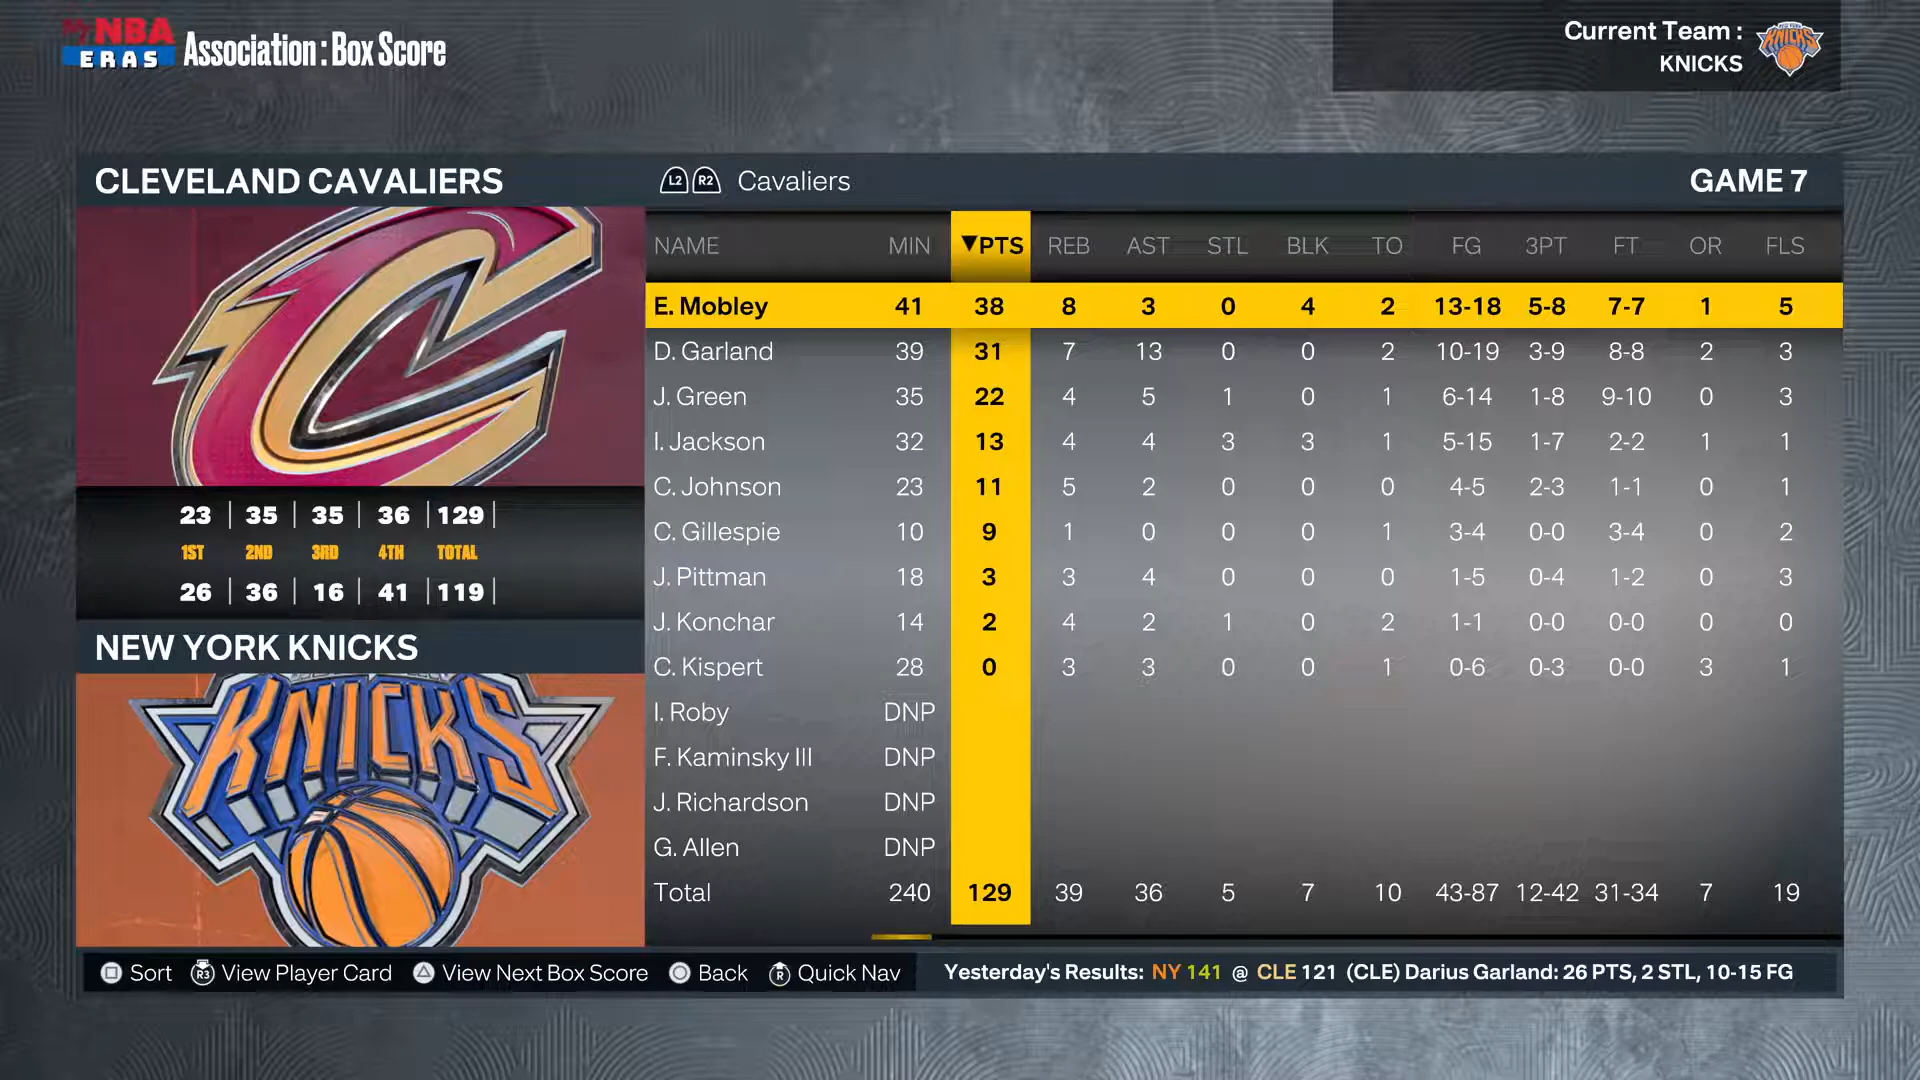 My NBA ERAS Association: Box Score
Current Team :
KNICKS
CLEVELAND CAVALIERS
23 | 35 | 35 | 36 | 129 |
1ST 2ND 3RD 4TH TOTAL
26 | 36 | 16 | 41 | 119 |
NEW YORK KNICKS
KNICKS
L2 R2 Cavaliers GAME 7
NAME MIN ▼PTS REB AST STL BLK TO FG 3PT FT OR FLS
E. Mobley 41 38 8 3 0 4 2 13-18 5-8 7-7 1 5
D. Garland 39 31 7 13 0 0 2 10-19 3-9 8-8 2 3
J. Green 35 22 4 5 1 0 1 6-14 1-8 9-10 0 3
I. Jackson 32 13 4 4 3 3 1 5-15 1-7 2-2 1 1
C. Johnson 23 11 5 2 0 0 0 4-5 2-3 1-1 0 1
C. Gillespie 10 9 1 0 0 0 1 3-4 0-0 3-4 0 2
J. Pittman 18 3 3 4 0 0 0 1-5 0-4 1-2 0 3
J. Konchar 14 2 4 2 1 0 2 1-1 0-0 0-0 0 0
C. Kispert 28 0 3 3 0 0 1 0-6 0-3 0-0 3 1
I. Roby DNP
F. Kaminsky III DNP
J. Richardson DNP
G. Allen DNP
Total 240 129 39 36 5 7 10 43-87 12-42 31-34 7 19
Sort R3 View Player Card View Next Box Score Back R Quick Nav
Yesterday's Results: NY 141 @ CLE 121 (CLE) Darius Garland: 26 PTS, 2 STL, 10-15 FG